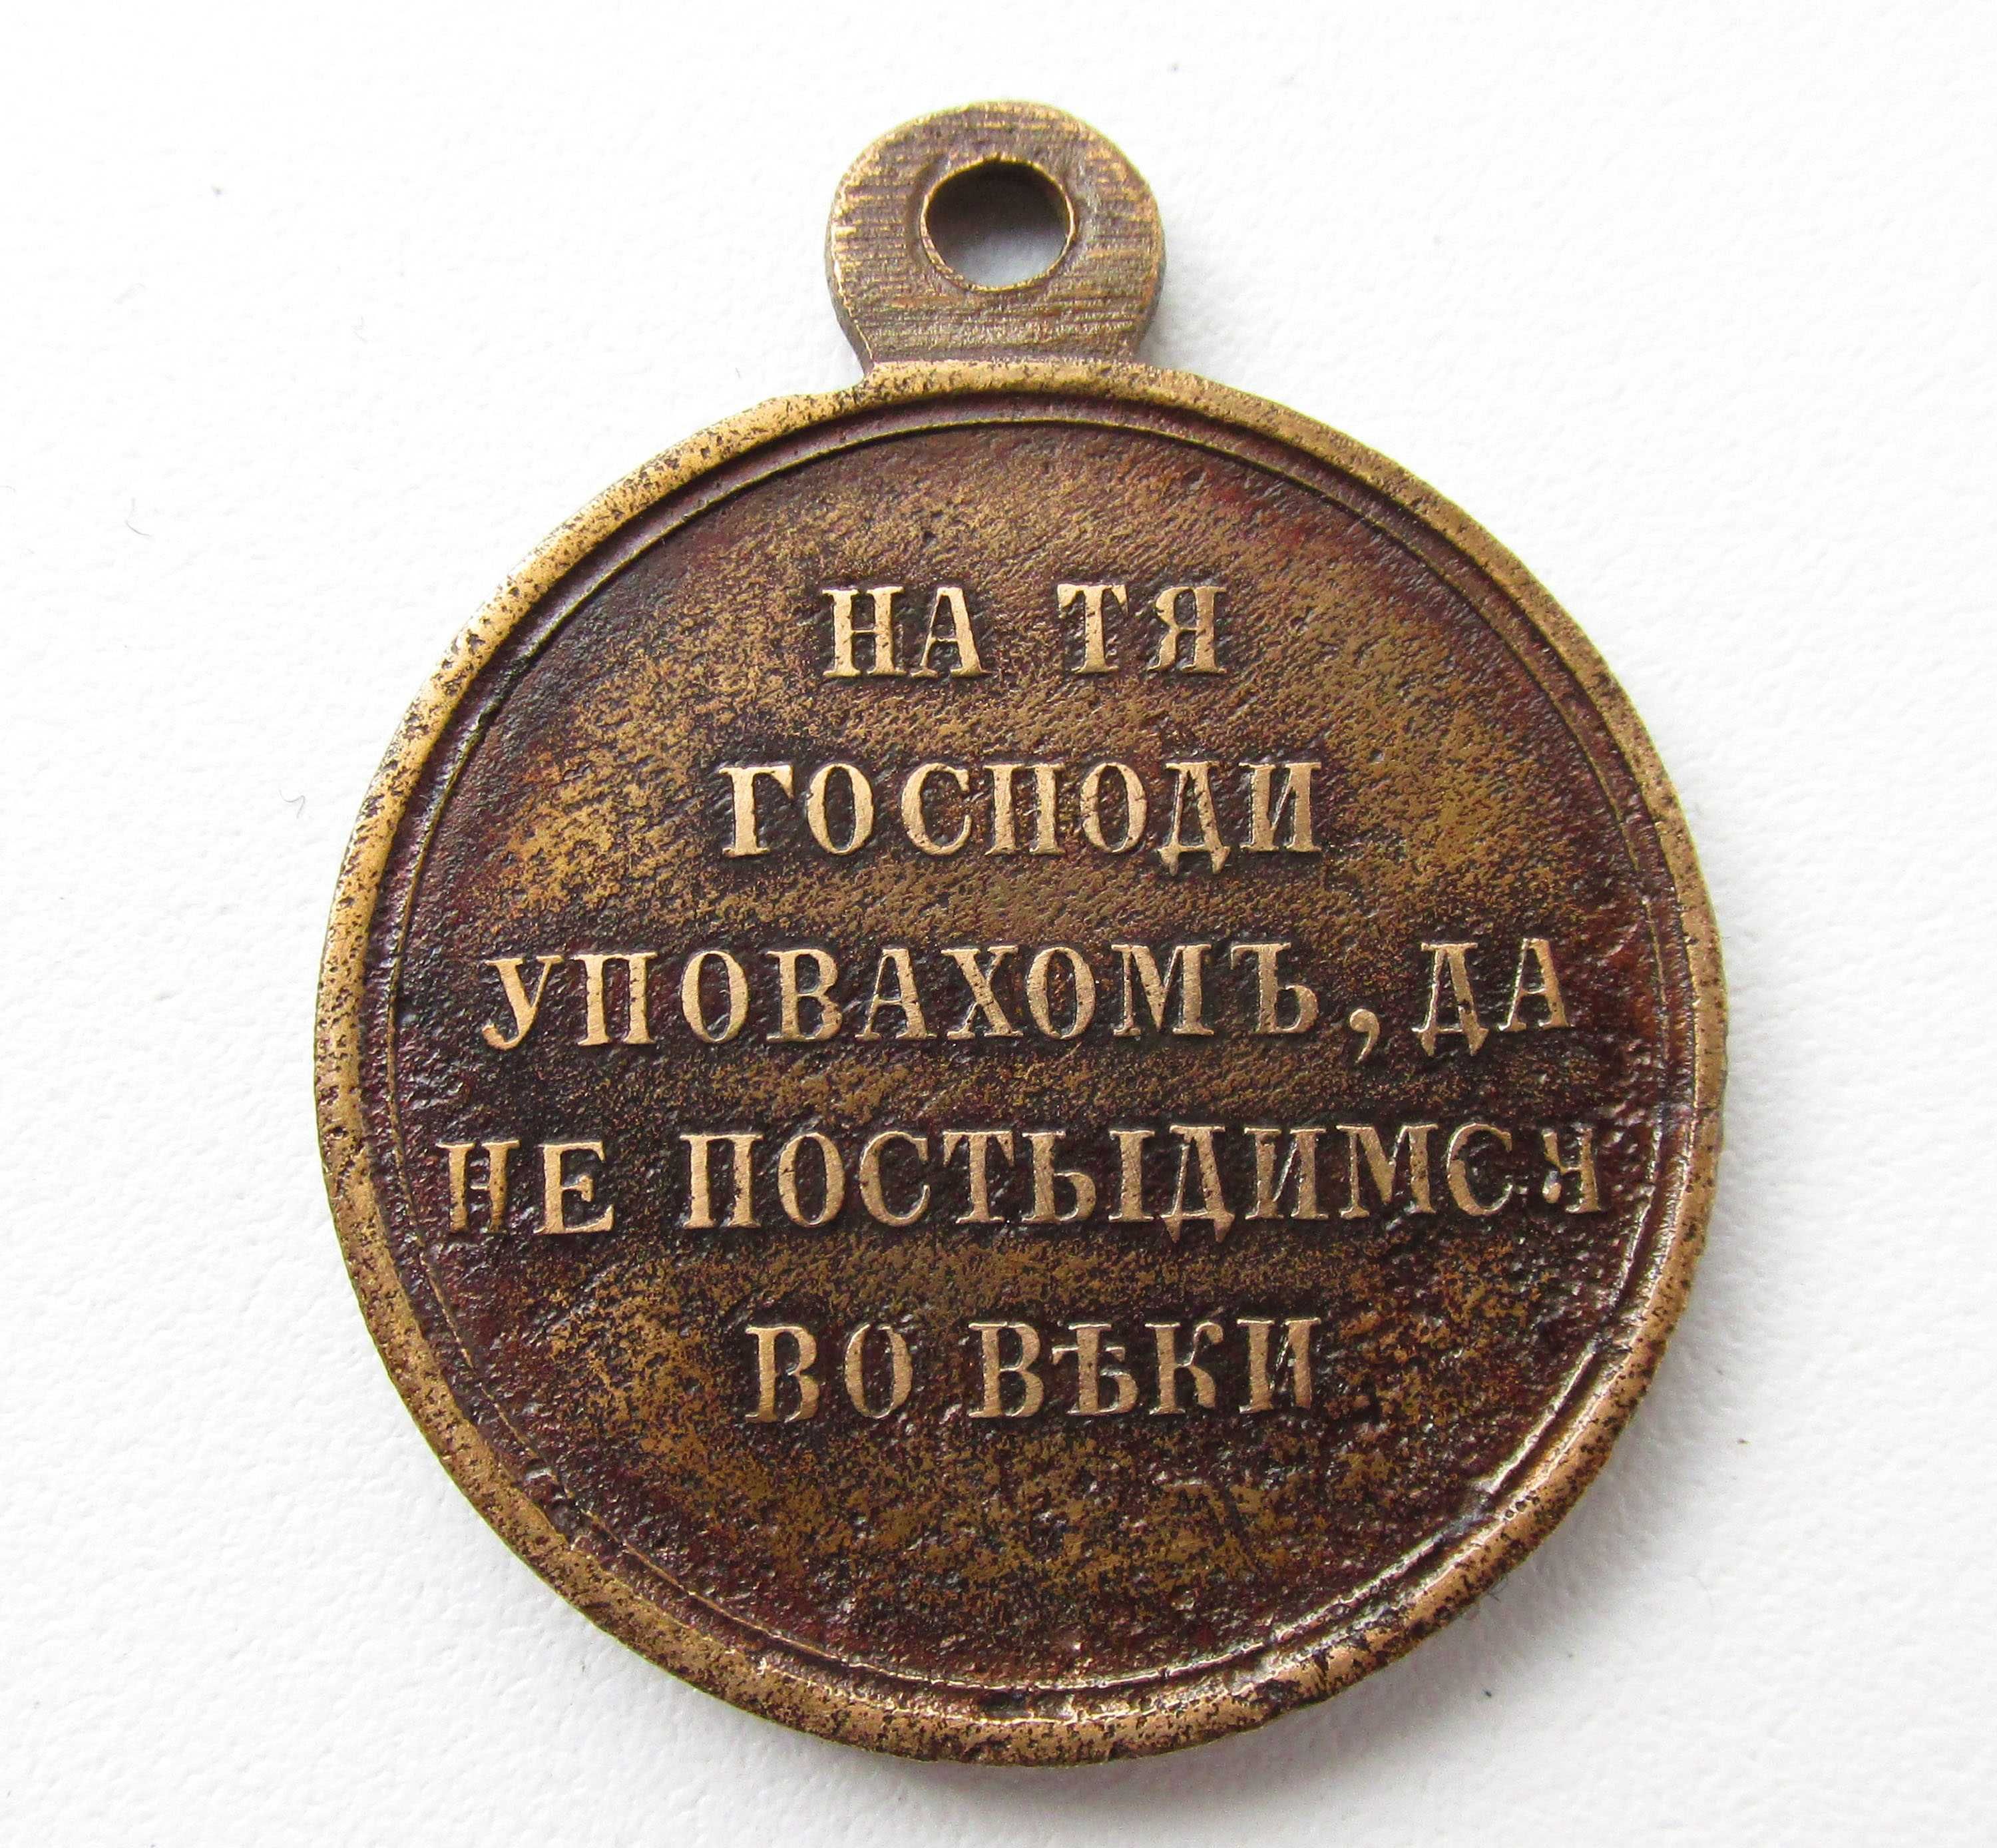 НА ТЯ
ГОСПОДИ
УПОВАХОМЪ, ДА
НЕ ПОСТЫДИМСЯ
ВО ВѢКИ